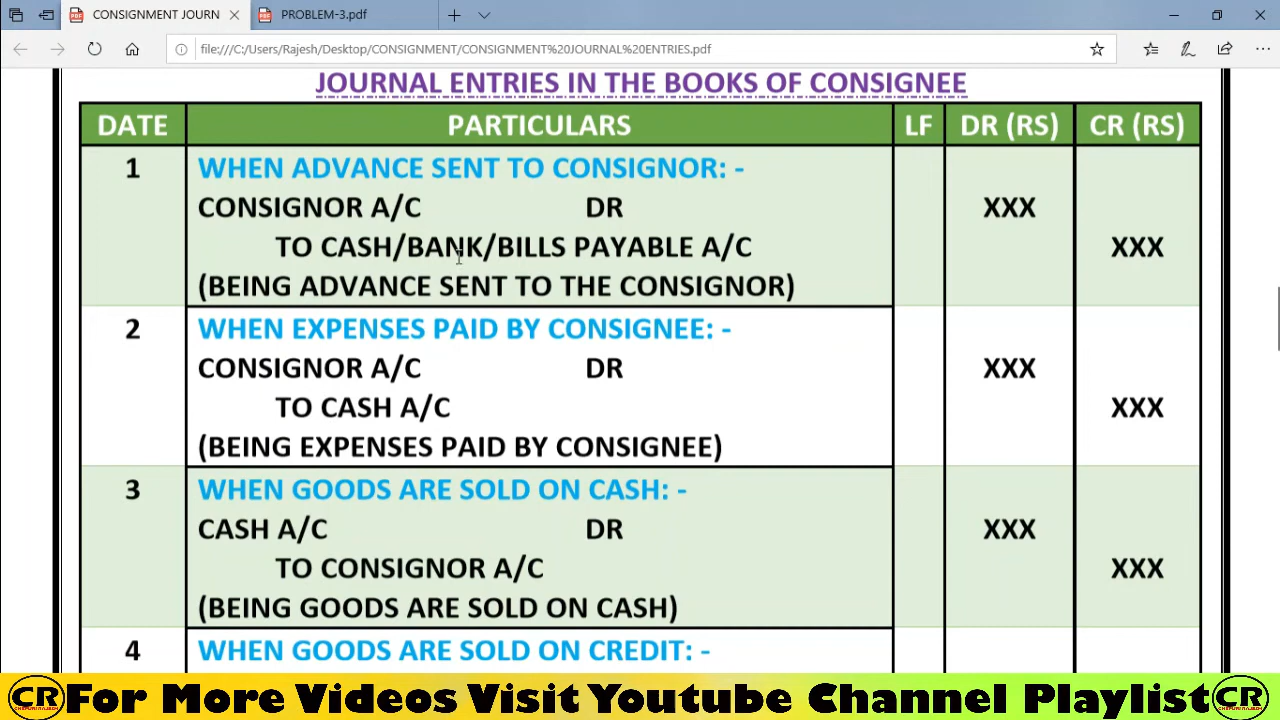 CONSIGNMENT JOURN
PROBLEM-3.pdf
file:///C:/Users/Rajesh/Desktop/CONSIGNMENT/CONSIGNMENT%20JOURNAL%20ENTRIES.pdf
JOURNAL ENTRIES IN THE BOOKS OF CONSIGNEE
DATE PARTICULARS LF DR (RS) CR (RS)
1 WHEN ADVANCE SENT TO CONSIGNOR: -
CONSIGNOR A/C DR XXX
TO CASH/BANK/BILLS PAYABLE A/C XXX
(BEING ADVANCE SENT TO THE CONSIGNOR)
2 WHEN EXPENSES PAID BY CONSIGNEE: -
CONSIGNOR A/C DR XXX
TO CASH A/C XXX
(BEING EXPENSES PAID BY CONSIGNEE)
3 WHEN GOODS ARE SOLD ON CASH: -
CASH A/C DR XXX
TO CONSIGNOR A/C XXX
(BEING GOODS ARE SOLD ON CASH)
4 WHEN GOODS ARE SOLD ON CREDIT: -
CR For More Videos Visit Youtube Channel Playlist CR